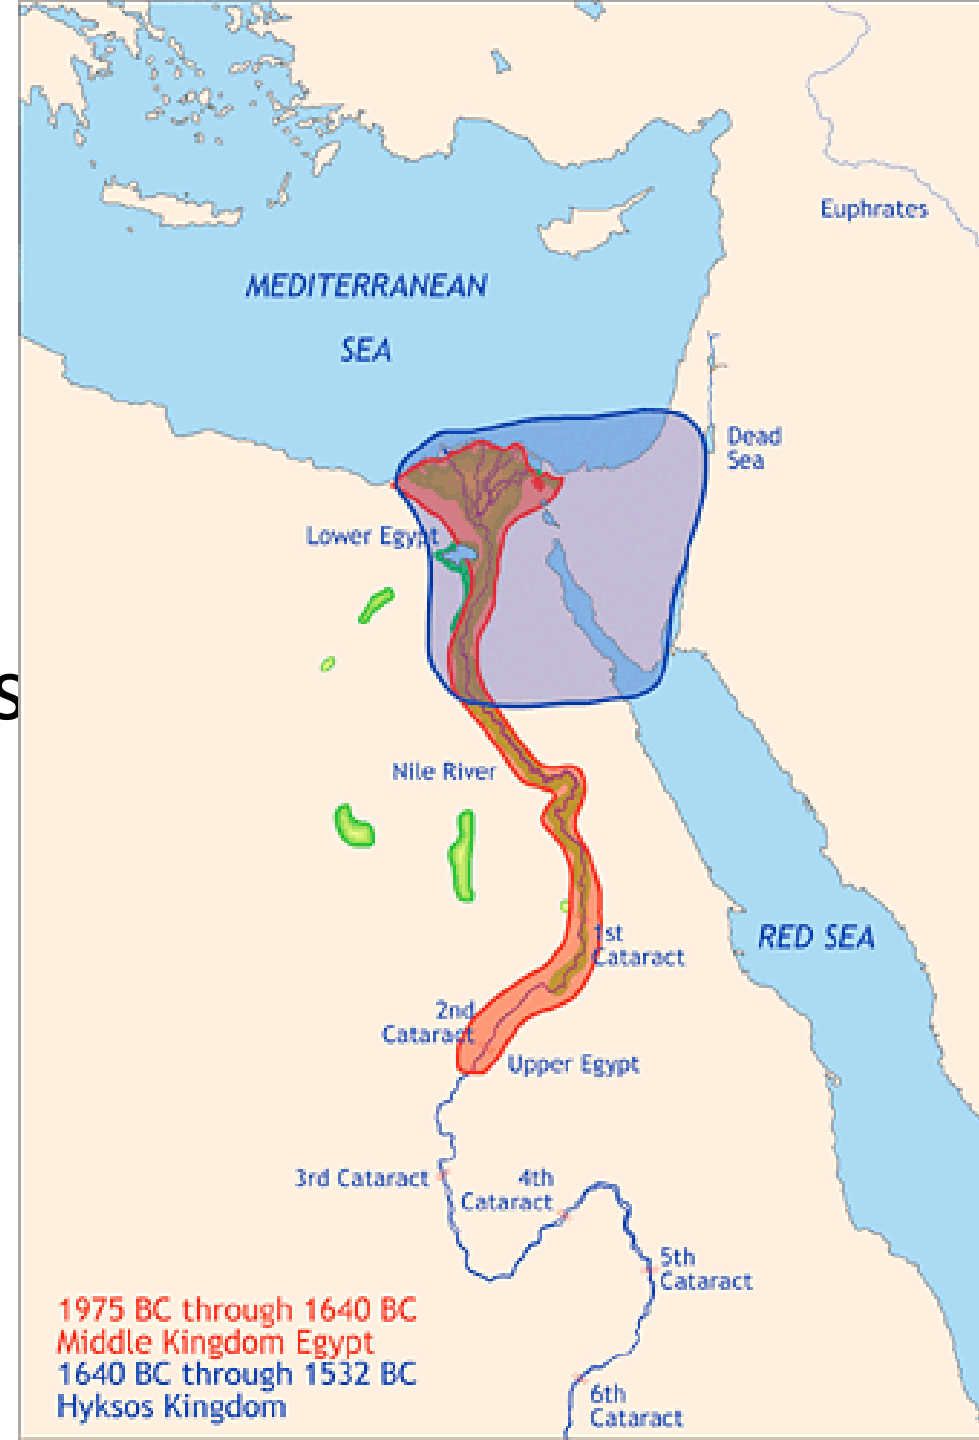 Euphrates
MEDITERRANEAN
SEA
Dead
Sea
Lower Egypt
s
Nile River
1st
Cataract
RED SEA
2nd
Cataract
Upper Egypt
3rd Cataract
4th
Cataract
5th
Cataract
1975 BC through 1640 BC
Middle Kingdom Egypt
1640 BC through 1532 BC
Hyksos Kingdom
6th
Cataract